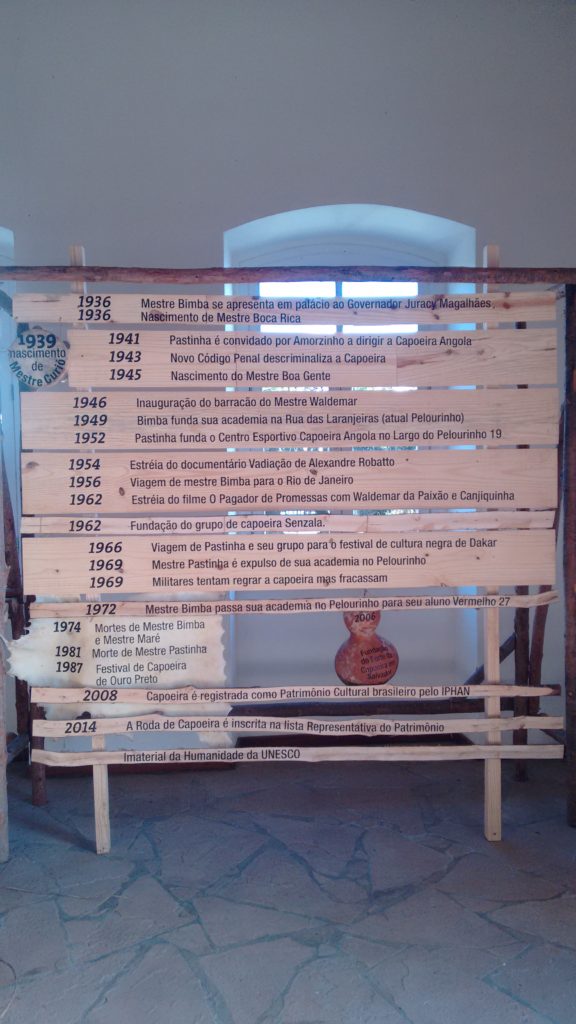 1936 Mestre Bimba se apresenta em palácio ao Governador Juracy Magalhães
1936 Nascimento de Mestre Boca Rica
1939
nascimento
de
Mestre Curió
1941 Pastinha é convidado por Amorzinho a dirigir a Capoeira Angola
1943 Novo Código Penal descriminaliza a Capoeira
1945 Nascimento do Mestre Boa Gente
1946 Inauguração do barracão do Mestre Waldemar
1949 Bimba funda sua academia na Rua das Laranjeiras (atual Pelourinho)
1952 Pastinha funda o Centro Esportivo Capoeira Angola no Largo do Pelourinho 19
1954 Estréia do documentário Vadiação de Alexandre Robatto
1956 Viagem de mestre Bimba para o Rio de Janeiro
1962 Estréia do filme O Pagador de Promessas com Waldemar da Paixão e Canjiquinha
1962 Fundação do grupo de capoeira Senzala.
1966 Viagem de Pastinha e seu grupo para o festival de cultura negra de Dakar
1969 Mestre Pastinha é expulso de sua academia no Pelourinho
1969 Militares tentam regrar a capoeira mas fracassam
1972 Mestre Bimba passa sua academia no Pelourinho para seu aluno Vermelho 27
1974 Mortes de Mestre Bimba
e Mestre Maré
1981 Morte de Mestre Pastinha
1987 Festival de Capoeira
de Ouro Preto
2006
Fundação
do Forte da
Capoeira em
Salvador
2008 Capoeira é registrada como Patrimônio Cultural brasileiro pelo IPHAN
2014 A Roda de Capoeira é inscrita na lista Representativa do Patrimônio
Imaterial da Humanidade da UNESCO